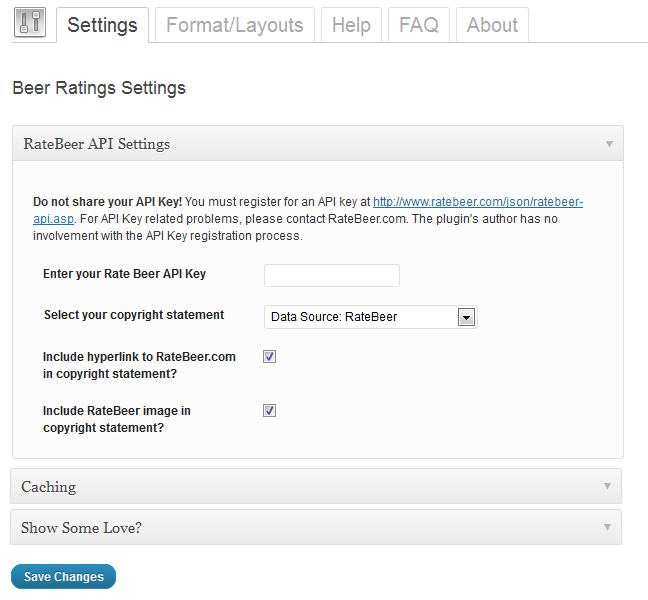 Settings Format/Layouts Help FAQ About
Beer Ratings Settings
RateBeer API Settings
Do not share your API Key! You must register for an API key at http://www.ratebeer.com/json/ratebeer-
api.asp. For API Key related problems, please contact RateBeer.com. The plugin's author has no
involvement with the API Key registration process.
Enter your Rate Beer API Key
Select your copyright statement Data Source: RateBeer
Include hyperlink to RateBeer.com
in copyright statement?
Include RateBeer image in
copyright statement?
Caching
Show Some Love?
Save Changes